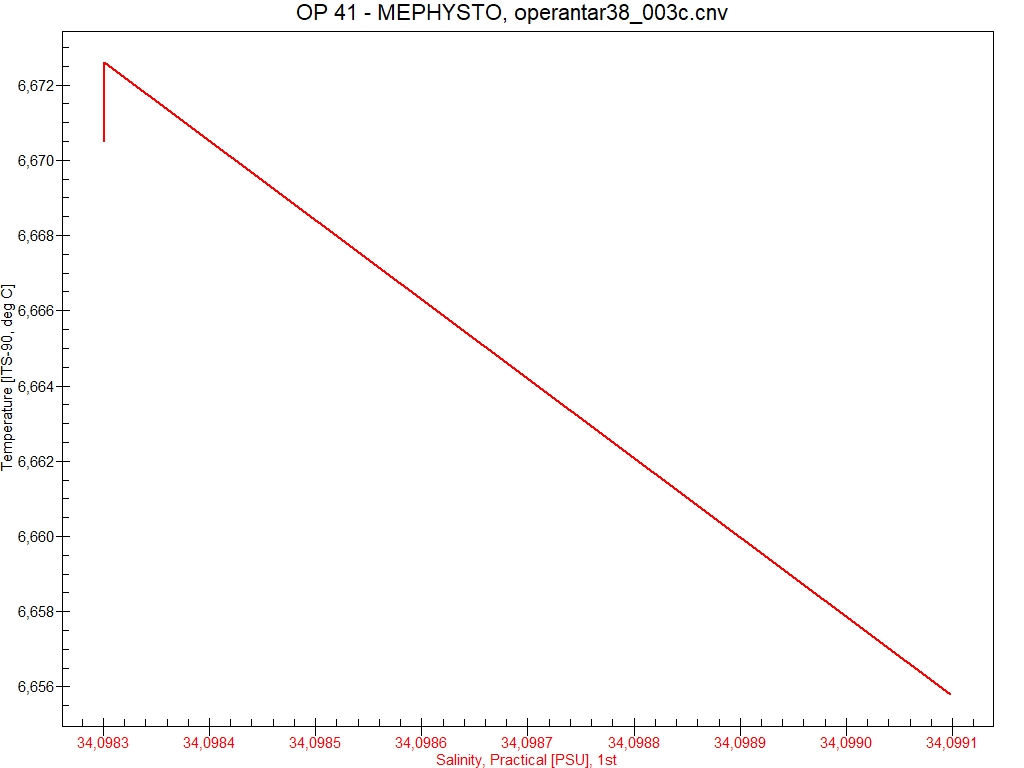 OP 41 - MEPHYSTO, operantar38_003c.cnv
6,672
6,670
6,668
6,666
6,664
6,662
6,660
6,658
6,656
Temperature [ITS-90, deg C]
34,0983 34,0984 34,0985 34,0986 34,0987 34,0988 34,0989 34,0990 34,0991
Salinity, Practical [PSU], 1st